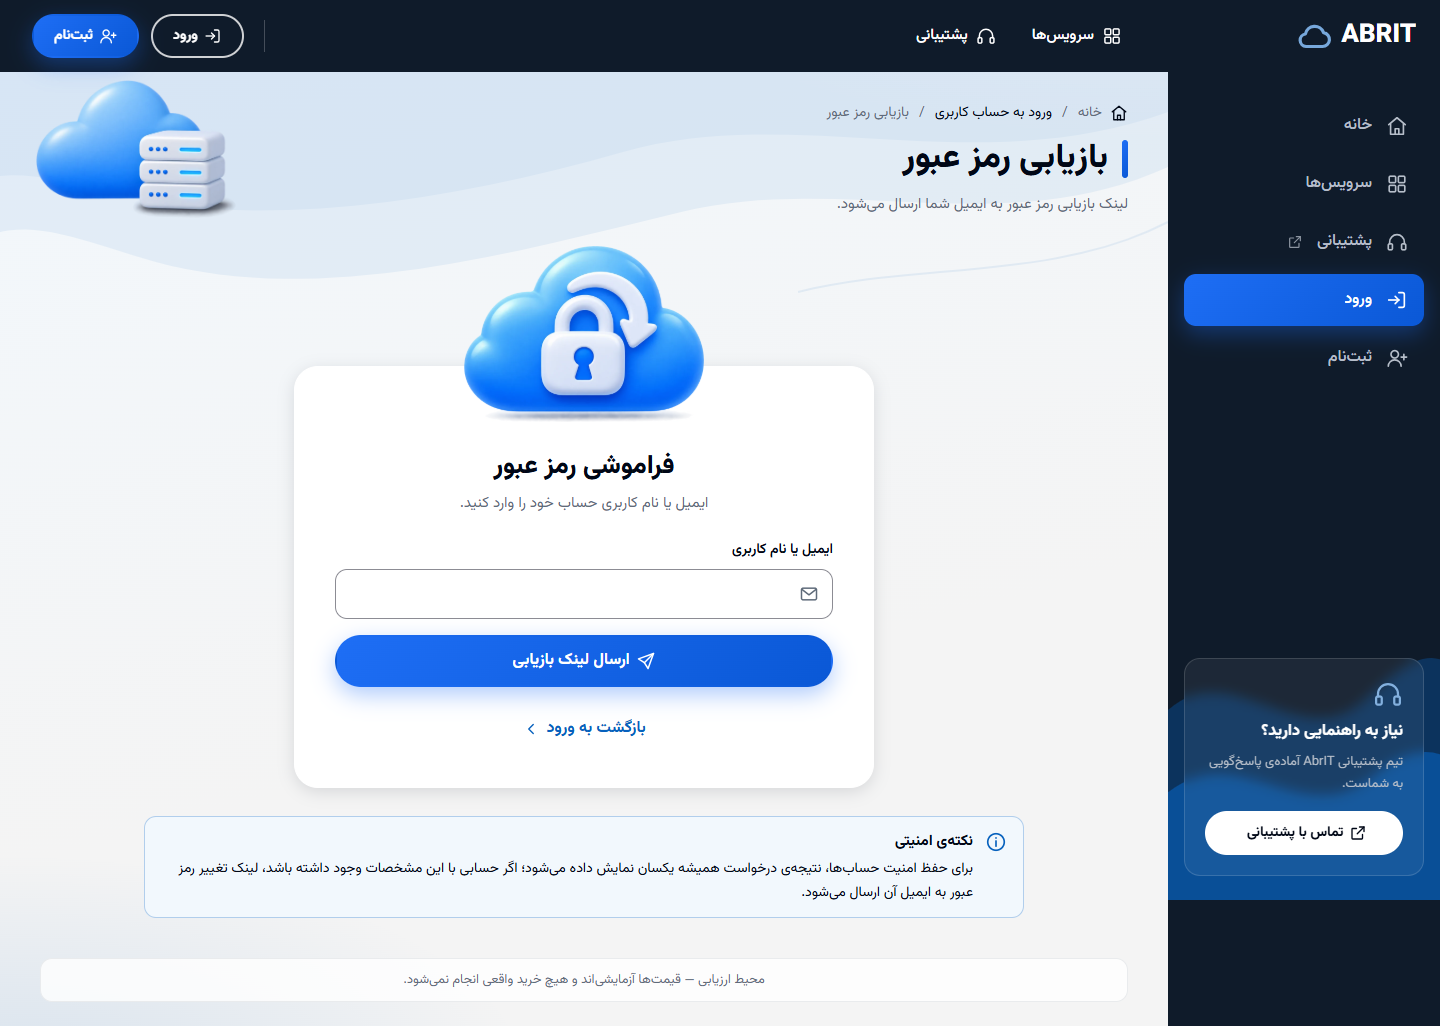 ABRIT
سرویس‌ها
پشتیبانی
ورود
ثبت‌نام
خانه
سرویس‌ها
پشتیبانی
ورود
ثبت‌نام
نیاز به راهنمایی دارید؟
تیم پشتیبانی AbrIT آماده‌ی پاسخ‌گویی
به شماست.
تماس با پشتیبانی
خانه / ورود به حساب کاربری / بازیابی رمز عبور
بازیابی رمز عبور
لینک بازیابی رمز عبور به ایمیل شما ارسال می‌شود.
فراموشی رمز عبور
ایمیل یا نام کاربری حساب خود را وارد کنید.
ایمیل یا نام کاربری
ارسال لینک بازیابی
بازگشت به ورود
نکته‌ی امنیتی
برای حفظ امنیت حساب‌ها، نتیجه‌ی درخواست همیشه یکسان نمایش داده می‌شود؛ اگر حسابی با این مشخصات وجود داشته باشد، لینک تغییر رمز
عبور به ایمیل آن ارسال می‌شود.
محیط ارزیابی — قیمت‌ها آزمایشی‌اند و هیچ خرید واقعی انجام نمی‌شود.